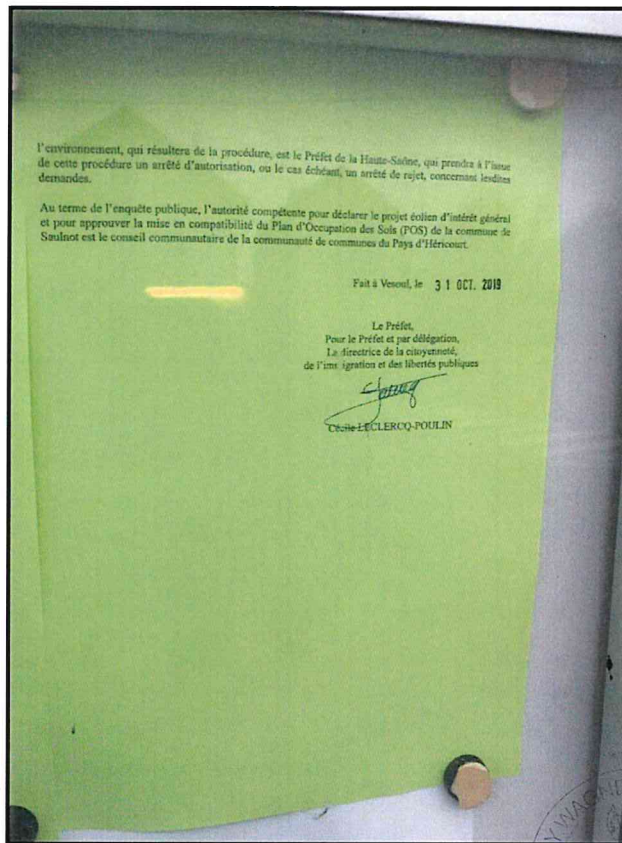 l'environnement, qui résultera de la procédure, est le Préfet de la Haute-Saône, qui prendra à l'issue
de cette procédure un arrêté d'autorisation, ou le cas échéant, un arrêté de rejet, concernant lesdites
demandes.
Au terme de l'enquête publique, l'autorité compétente pour déclarer le projet éolien d'intérêt général
et pour approuver la mise en compatibilité du Plan d'Occupation des Sols (POS) de la commune de
Saulnot est le conseil communautaire de la communauté de communes du Pays d'Héricourt.
Fait à Vesoul, le 31 OCT. 2019
Le Préfet,
Pour le Préfet et par délégation,
La directrice de la citoyenneté,
de l'immigration et des libertés publiques
Cécile LECLERCQ-POULIN